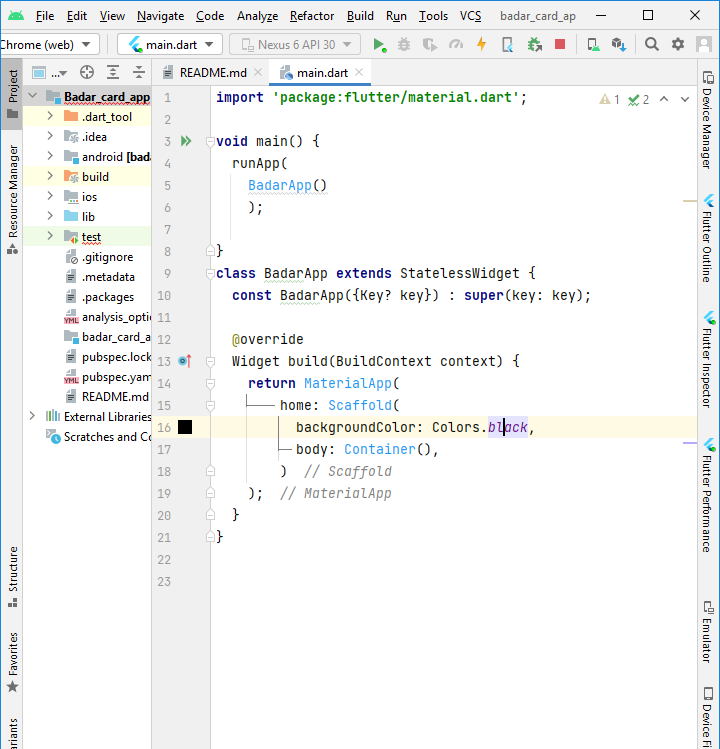 File Edit View Navigate Code Analyze Refactor Build Run Tools VCS badar_card_ap
Chrome (web) main.dart Nexus 6 API 30
... README.md main.dart
Project
Resource Manager
Structure
Favorites
Badar_card_app
.dart_tool
.idea
android [bad
build
ios
lib
test
.gitignore
.metadata
.packages
analysis_optio
badar_card_a
pubspec.lock
pubspec.yam
README.md
External Libraries
Scratches and Co
1 import 'package:flutter/material.dart';
2
3 void main() {
4 runApp(
5 BadarApp()
6 );
7
8 }
9 class BadarApp extends StatelessWidget {
10 const BadarApp({Key? key}) : super(key: key);
11
12 @override
13 Widget build(BuildContext context) {
14 return MaterialApp(
15 home: Scaffold(
16 backgroundColor: Colors.black,
17 body: Container(),
18 ) // Scaffold
19 ); // MaterialApp
20 }
21 }
22
23
1 2
Device Manager
Flutter Outline
Flutter Inspector
Flutter Performance
Emulator